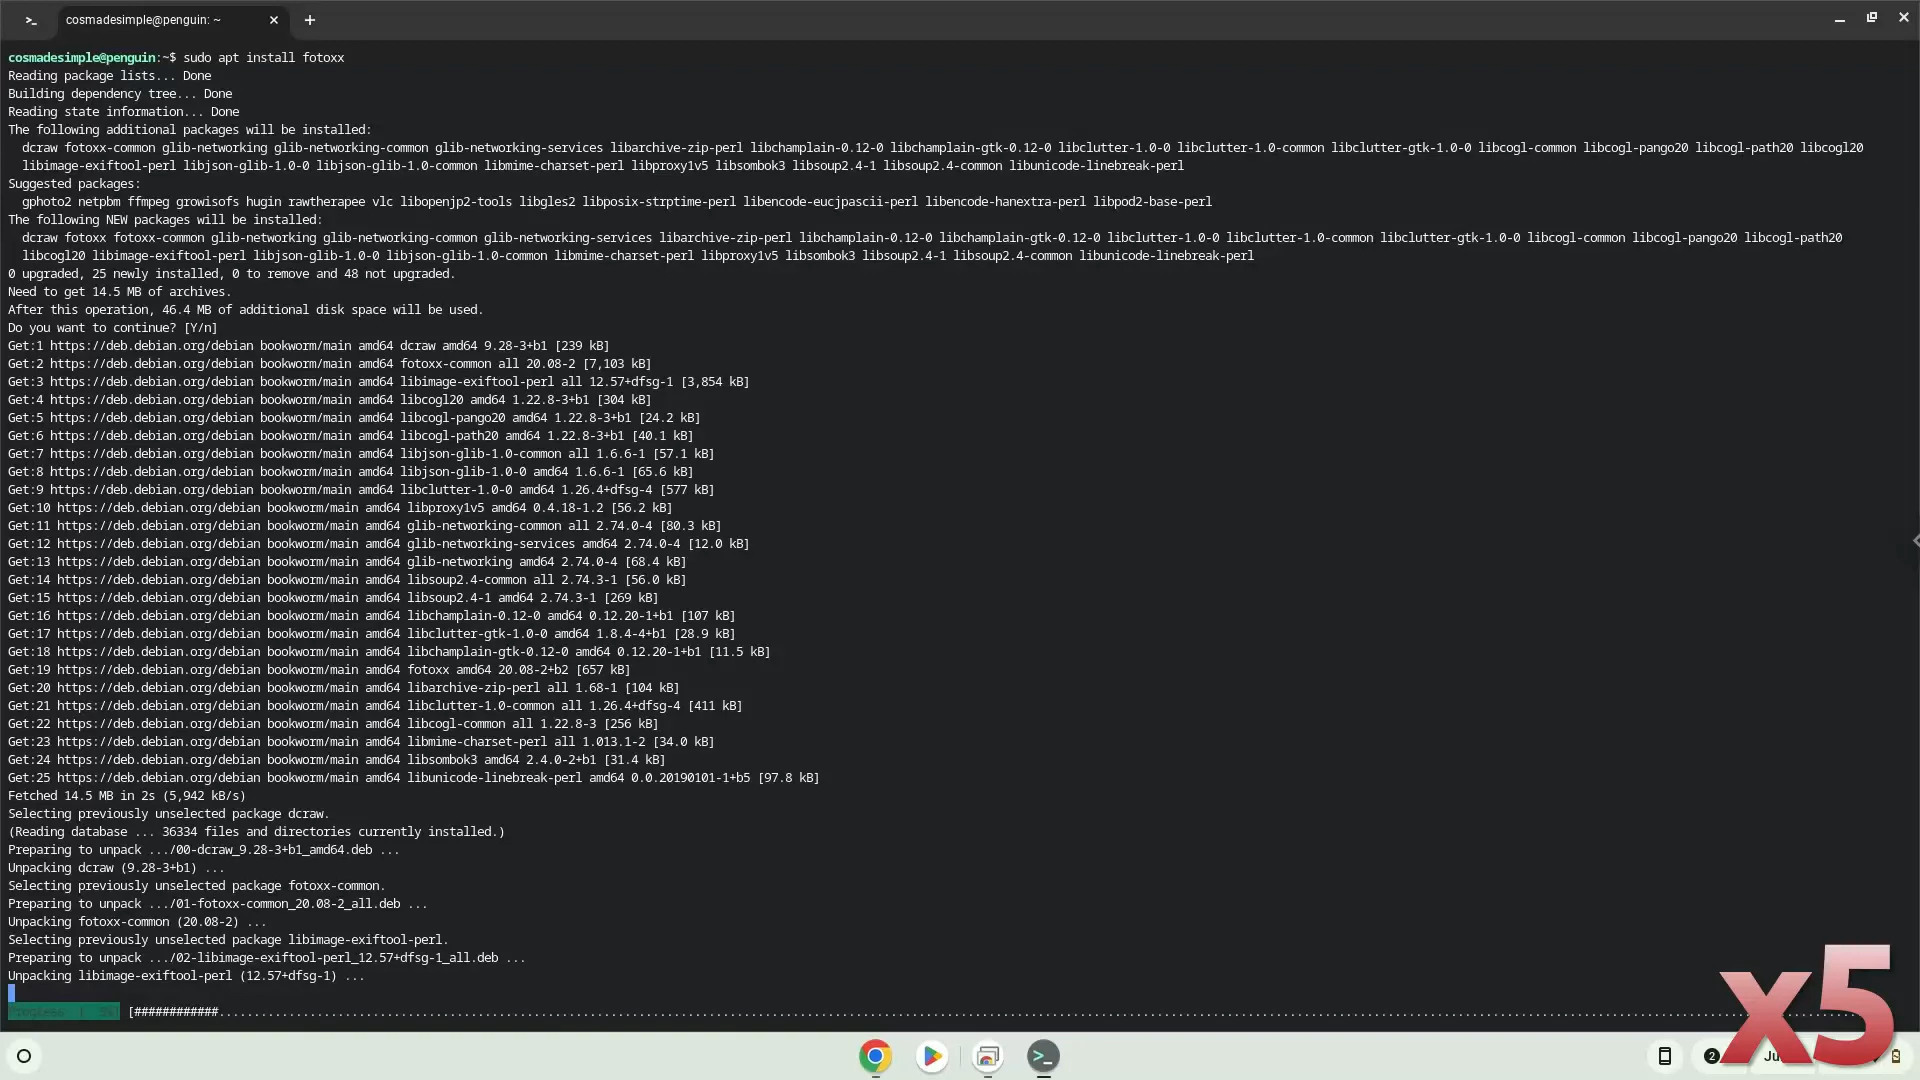 cosmadesimple@penguin: ~
cosmadesimple@penguin:~$ sudo apt install fotoxx
Reading package lists... Done
Building dependency tree... Done
Reading state information... Done
The following additional packages will be installed:
dcraw fotoxx-common glib-networking glib-networking-common glib-networking-services libarchive-zip-perl libchamplain-0.12-0 libchamplain-gtk-0.12-0 libclutter-1.0-0 libclutter-1.0-common libclutter-gtk-1.0-0 libcogl-common libcogl-pango20 libcogl-path20 libcogl20
libimage-exiftool-perl libjson-glib-1.0-0 libjson-glib-1.0-common libmime-charset-perl libproxy1v5 libsombok3 libsoup2.4-1 libsoup2.4-common libunicode-linebreak-perl
Suggested packages:
gphoto2 netpbm ffmpeg growisofs hugin rawtherapee vlc libopenjp2-tools libgles2 libposix-strptime-perl libencode-eucjpascii-perl libencode-hanextra-perl libpod2-base-perl
The following NEW packages will be installed:
dcraw fotoxx fotoxx-common glib-networking glib-networking-common glib-networking-services libarchive-zip-perl libchamplain-0.12-0 libchamplain-gtk-0.12-0 libclutter-1.0-0 libclutter-1.0-common libclutter-gtk-1.0-0 libcogl-common libcogl-pango20 libcogl-path20
libcogl20 libimage-exiftool-perl libjson-glib-1.0-0 libjson-glib-1.0-common libmime-charset-perl libproxy1v5 libsombok3 libsoup2.4-1 libsoup2.4-common libunicode-linebreak-perl
0 upgraded, 25 newly installed, 0 to remove and 48 not upgraded.
Need to get 14.5 MB of archives.
After this operation, 46.4 MB of additional disk space will be used.
Do you want to continue? [Y/n]
Get:1 https://deb.debian.org/debian bookworm/main amd64 dcraw amd64 9.28-3+b1 [239 kB]
Get:2 https://deb.debian.org/debian bookworm/main amd64 fotoxx-common all 20.08-2 [7,103 kB]
Get:3 https://deb.debian.org/debian bookworm/main amd64 libimage-exiftool-perl all 12.57+dfsg-1 [3,854 kB]
Get:4 https://deb.debian.org/debian bookworm/main amd64 libcogl20 amd64 1.22.8-3+b1 [304 kB]
Get:5 https://deb.debian.org/debian bookworm/main amd64 libcogl-pango20 amd64 1.22.8-3+b1 [24.2 kB]
Get:6 https://deb.debian.org/debian bookworm/main amd64 libcogl-path20 amd64 1.22.8-3+b1 [40.1 kB]
Get:7 https://deb.debian.org/debian bookworm/main amd64 libjson-glib-1.0-common all 1.6.6-1 [57.1 kB]
Get:8 https://deb.debian.org/debian bookworm/main amd64 libjson-glib-1.0-0 amd64 1.6.6-1 [65.6 kB]
Get:9 https://deb.debian.org/debian bookworm/main amd64 libclutter-1.0-0 amd64 1.26.4+dfsg-4 [577 kB]
Get:10 https://deb.debian.org/debian bookworm/main amd64 libproxy1v5 amd64 0.4.18-1.2 [56.2 kB]
Get:11 https://deb.debian.org/debian bookworm/main amd64 glib-networking-common all 2.74.0-4 [80.3 kB]
Get:12 https://deb.debian.org/debian bookworm/main amd64 glib-networking-services amd64 2.74.0-4 [12.0 kB]
Get:13 https://deb.debian.org/debian bookworm/main amd64 glib-networking amd64 2.74.0-4 [68.4 kB]
Get:14 https://deb.debian.org/debian bookworm/main amd64 libsoup2.4-common all 2.74.3-1 [56.0 kB]
Get:15 https://deb.debian.org/debian bookworm/main amd64 libsoup2.4-1 amd64 2.74.3-1 [269 kB]
Get:16 https://deb.debian.org/debian bookworm/main amd64 libchamplain-0.12-0 amd64 0.12.20-1+b1 [107 kB]
Get:17 https://deb.debian.org/debian bookworm/main amd64 libclutter-gtk-1.0-0 amd64 1.8.4-4+b1 [28.9 kB]
Get:18 https://deb.debian.org/debian bookworm/main amd64 libchamplain-gtk-0.12-0 amd64 0.12.20-1+b1 [11.5 kB]
Get:19 https://deb.debian.org/debian bookworm/main amd64 fotoxx amd64 20.08-2+b2 [657 kB]
Get:20 https://deb.debian.org/debian bookworm/main amd64 libarchive-zip-perl all 1.68-1 [104 kB]
Get:21 https://deb.debian.org/debian bookworm/main amd64 libclutter-1.0-common all 1.26.4+dfsg-4 [411 kB]
Get:22 https://deb.debian.org/debian bookworm/main amd64 libcogl-common all 1.22.8-3 [256 kB]
Get:23 https://deb.debian.org/debian bookworm/main amd64 libmime-charset-perl all 1.013.1-2 [34.0 kB]
Get:24 https://deb.debian.org/debian bookworm/main amd64 libsombok3 amd64 2.4.0-2+b1 [31.4 kB]
Get:25 https://deb.debian.org/debian bookworm/main amd64 libunicode-linebreak-perl amd64 0.0.20190101-1+b5 [97.8 kB]
Fetched 14.5 MB in 2s (5,942 kB/s)
Selecting previously unselected package dcraw.
(Reading database ... 36334 files and directories currently installed.)
Preparing to unpack .../00-dcraw_9.28-3+b1_amd64.deb ...
Unpacking dcraw (9.28-3+b1) ...
Selecting previously unselected package fotoxx-common.
Preparing to unpack .../01-fotoxx-common_20.08-2_all.deb ...
Unpacking fotoxx-common (20.08-2) ...
Selecting previously unselected package libimage-exiftool-perl.
Preparing to unpack .../02-libimage-exiftool-perl_12.57+dfsg-1_all.deb ...
Unpacking libimage-exiftool-perl (12.57+dfsg-1) ...
[############
x5
2